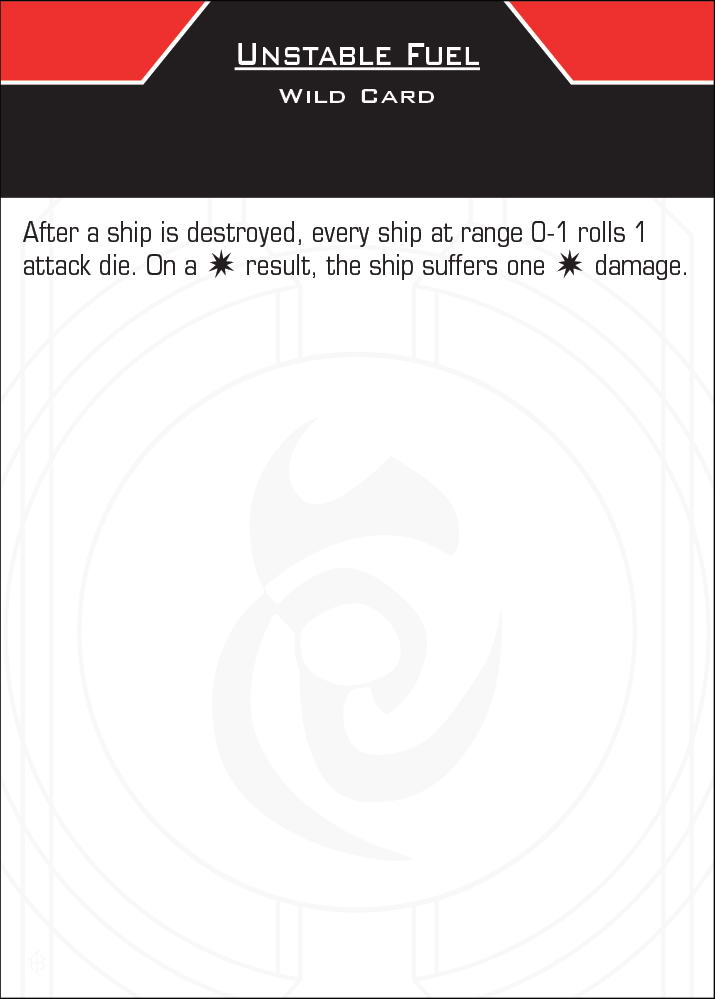 Unstable Fuel
Wild Card
After a ship is destroyed, every ship at range 0-1 rolls 1
attack die. On a ✷ result, the ship suffers one ✷ damage.